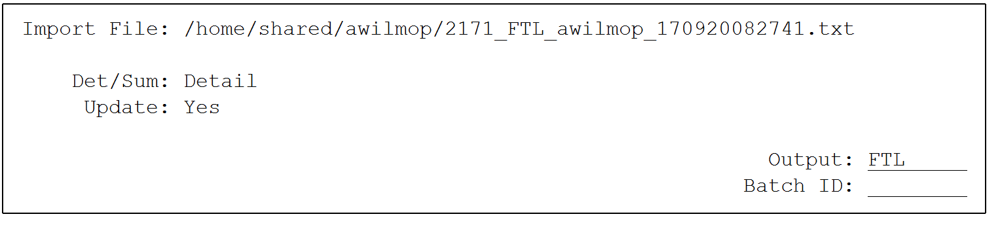 Import File: /home/shared/awilmop/2171_FTL_awilmop_170920082741.txt
Det/Sum: Detail
Update: Yes
Output: FTL
Batch ID: